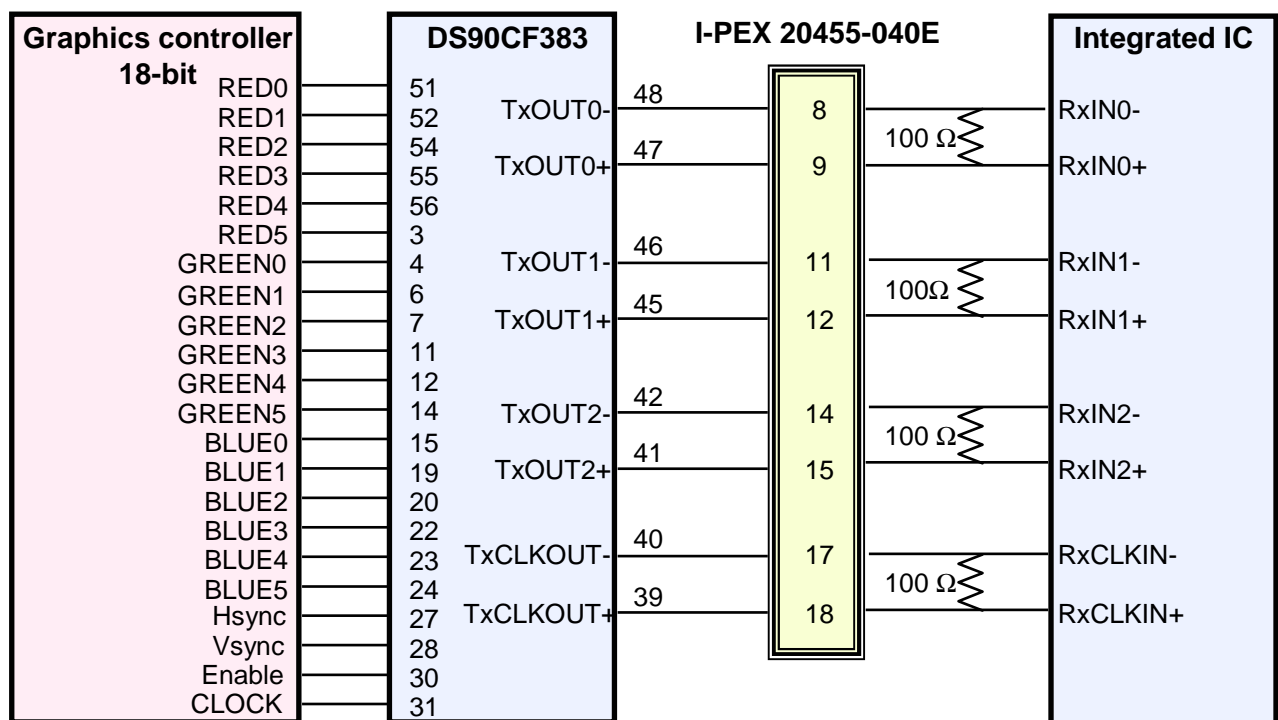 Graphics controller
18-bit
RED0
RED1
RED2
RED3
RED4
RED5
GREEN0
GREEN1
GREEN2
GREEN3
GREEN4
GREEN5
BLUE0
BLUE1
BLUE2
BLUE3
BLUE4
BLUE5
Hsync
Vsync
Enable
CLOCK
DS90CF383
51
52
54
55
56
3
4
6
7
11
12
14
15
19
20
22
23
24
27
28
30
31
TxOUT0-
TxOUT0+
TxOUT1-
TxOUT1+
TxOUT2-
TxOUT2+
TxCLKOUT-
TxCLKOUT+
48
47
46
45
42
41
40
39
I-PEX 20455-040E
8
9
11
12
14
15
17
18
100 Ω
100Ω
100 Ω
100 Ω
Integrated IC
RxIN0-
RxIN0+
RxIN1-
RxIN1+
RxIN2-
RxIN2+
RxCLKIN-
RxCLKIN+